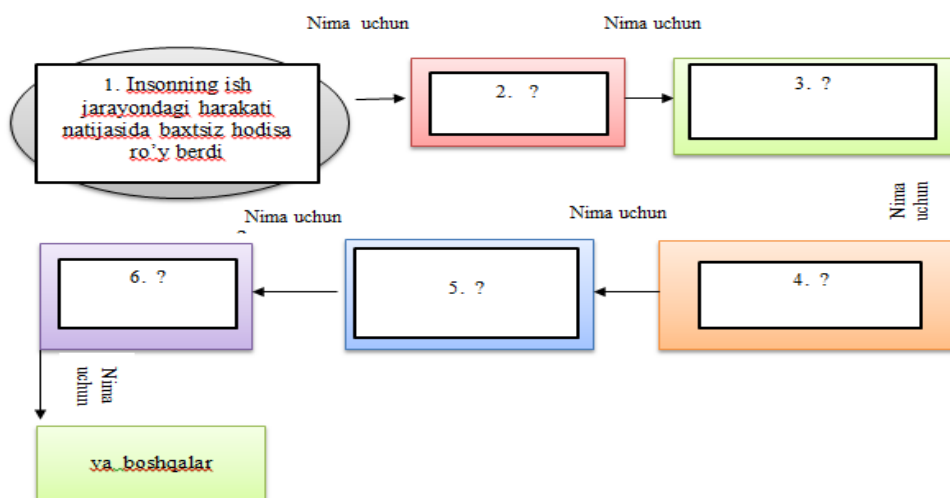 Nima uchun
Nima uchun
1. Insonning ish
jarayondagi harakati
natijasida baxtsiz hodisa
ro'y berdi
2. ?
3. ?
Nima
uchun
Nima uchun
Nima uchun
6. ?
5. ?
4. ?
Nima
uchun
va boshqalar